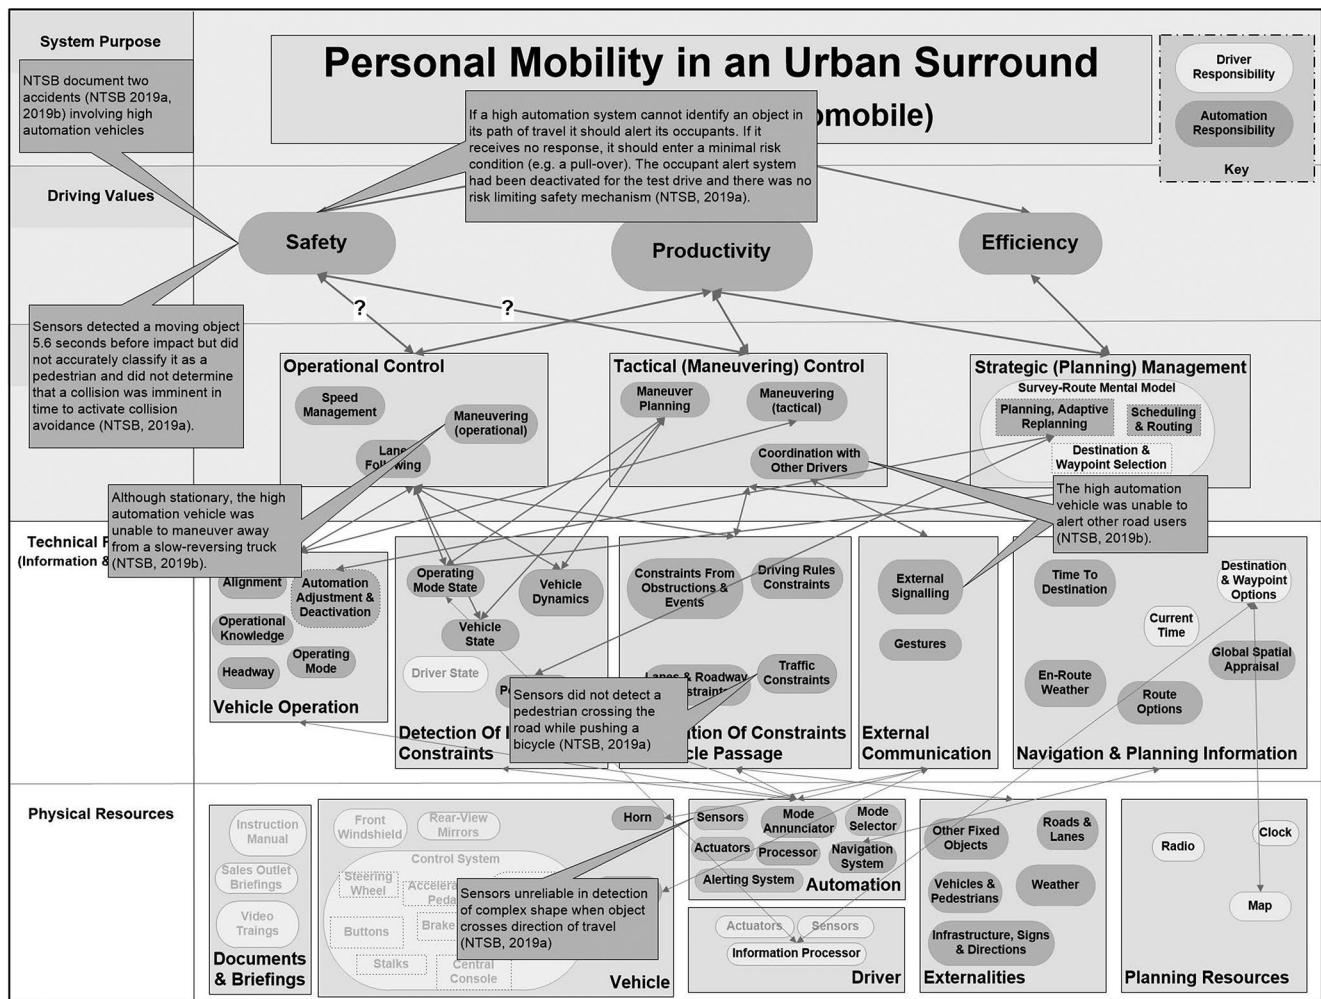 System Purpose
Personal Mobility in an Urban Surround
omobile)
Driver
Responsibility
Automation
Responsibility
Key
NTSB document two
accidents (NTSB 2019a,
2019b) involving high
automation vehicles
If a high automation system cannot identify an object in
its path of travel it should alert its occupants. If it
receives no response, it should enter a minimal risk
condition (e.g. a pull-over). The occupant alert system
had been deactivated for the test drive and there was no
risk limiting safety mechanism (NTSB, 2019a).
Driving Values
Safety
Productivity
Efficiency
?
?
Sensors detected a moving object
5.6 seconds before impact but did
not accurately classify it as a
pedestrian and did not determine
that a collision was imminent in
time to activate collision
avoidance (NTSB, 2019a).
Operational Control
Speed
Management
Maneuvering
(operational)
Lane
Following
Tactical (Maneuvering) Control
Maneuver
Planning
Maneuvering
(tactical)
Coordination with
Other Drivers
Strategic (Planning) Management
Survey-Route Mental Model
Planning, Adaptive
Replanning
Scheduling
& Routing
Destination &
Waypoint Selection
Although stationary, the high
automation vehicle was
unable to maneuver away
from a slow-reversing truck
(NTSB, 2019b).
The high automation
vehicle was unable to
alert other road users
(NTSB, 2019b).
Technical
(Information &
Alignment
Automation
Adjustment &
Deactivation
Operational
Knowledge
Headway
Operating
Mode
Vehicle Operation
Operating
Mode State
Vehicle
Dynamics
Vehicle
State
Driver State
Detection Of
Constraints
Constraints From
Obstructions &
Events
Driving Rules
Constraints
Lanes & Roadway
Traffic
Constraints
Of Constraints
Passage
Sensors did not detect a
pedestrian crossing the
road while pushing a
bicycle (NTSB, 2019a)
External
Signalling
Gestures
External
Communication
Time To
Destination
Destination
& Waypoint
Options
Current
Time
Global Spatial
Appraisal
En-Route
Weather
Route
Options
Navigation & Planning Information
Physical Resources
Instruction
Manual
Sales Outlet
Briefings
Video
Traings
Documents
& Briefings
Front
Windshield
Rear-View
Mirrors
Horn
Control System
Steering
Wheel
Buttons
Brake
Stalks
Central
Console
Vehicle
Sensors unreliable in detection
of complex shape when object
crosses direction of travel
(NTSB, 2019a)
Sensors
Mode
Annunciator
Mode
Selector
Actuators
Processor
Navigation
System
Alerting System
Automation
Actuators
Sensors
Information Processor
Driver
Other Fixed
Objects
Roads &
Lanes
Vehicles &
Pedestrians
Weather
Infrastructure, Signs
& Directions
Externalities
Radio
Clock
Map
Planning Resources